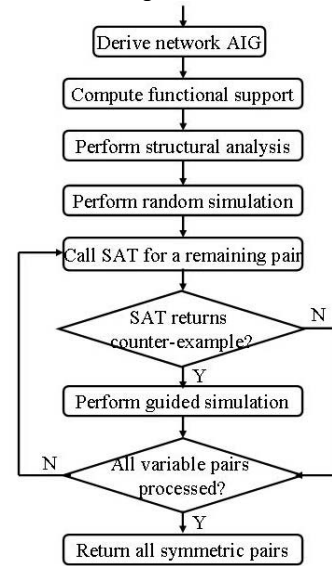 Derive network AIG
Compute functional support
Perform structural analysis
Perform random simulation
Call SAT for a remaining pair
SAT returns
counter-example?
N
Y
Perform guided simulation
All variable pairs
processed?
N
Y
Return all symmetric pairs